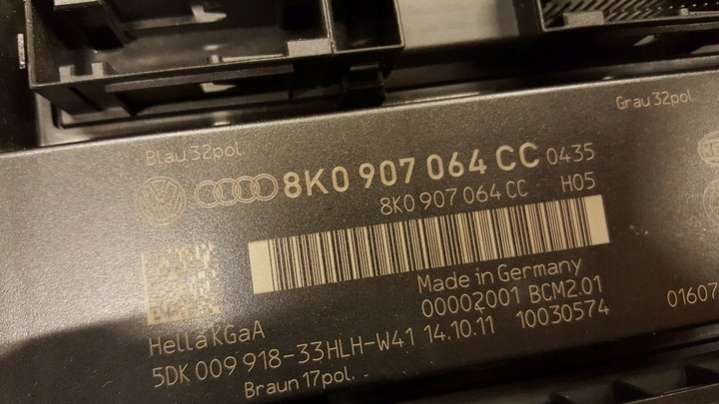 Grau 32pol.
Blau 32pol.
8K0 907 064 CC 0435
8K0 907 064 CC H05
Made in Germany
00002001 BCM2.01
Hella KGaA
5DK 009 918-33HLH-W41 14.10.11 10030574
01607
Braun 17pol.